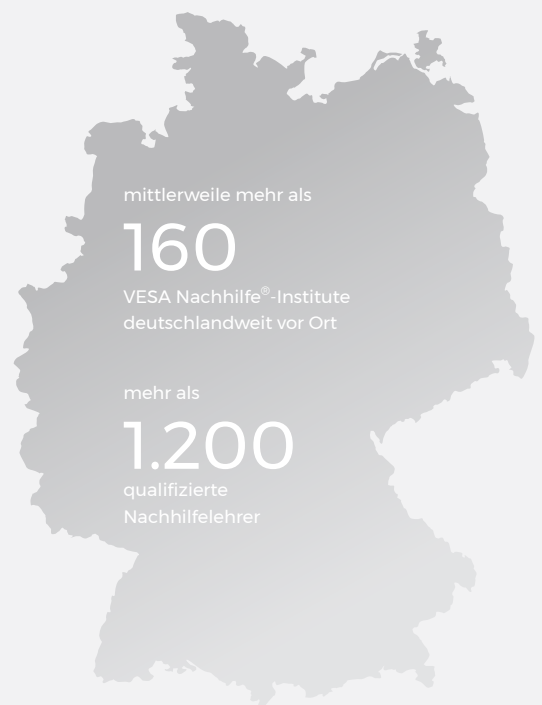 mittlerweile mehr als
160
VESA Nachhilfe®-Institute
deutschlandweit vor Ort
mehr als
1.200
qualifizierte
Nachhilfelehrer